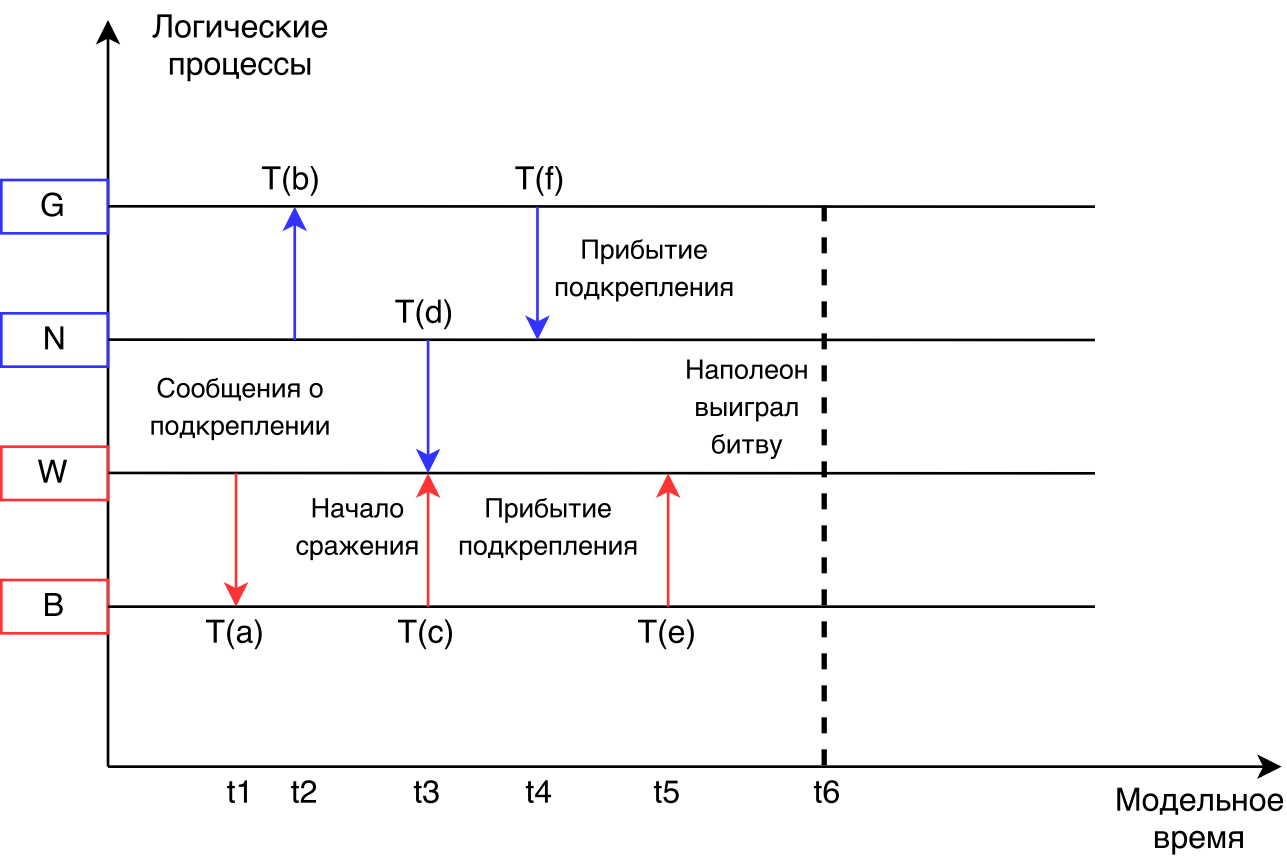 Логические
процессы
T(b)
T(f)
G
Прибытие
подкрепления
T(d)
N
Наполеон
выиграл
битву
Сообщения о
подкреплении
W
Начало
сражения
Прибытие
подкрепления
B
T(a)
T(c)
T(e)
t1
t2
t3
t4
t5
t6
Модельное
время